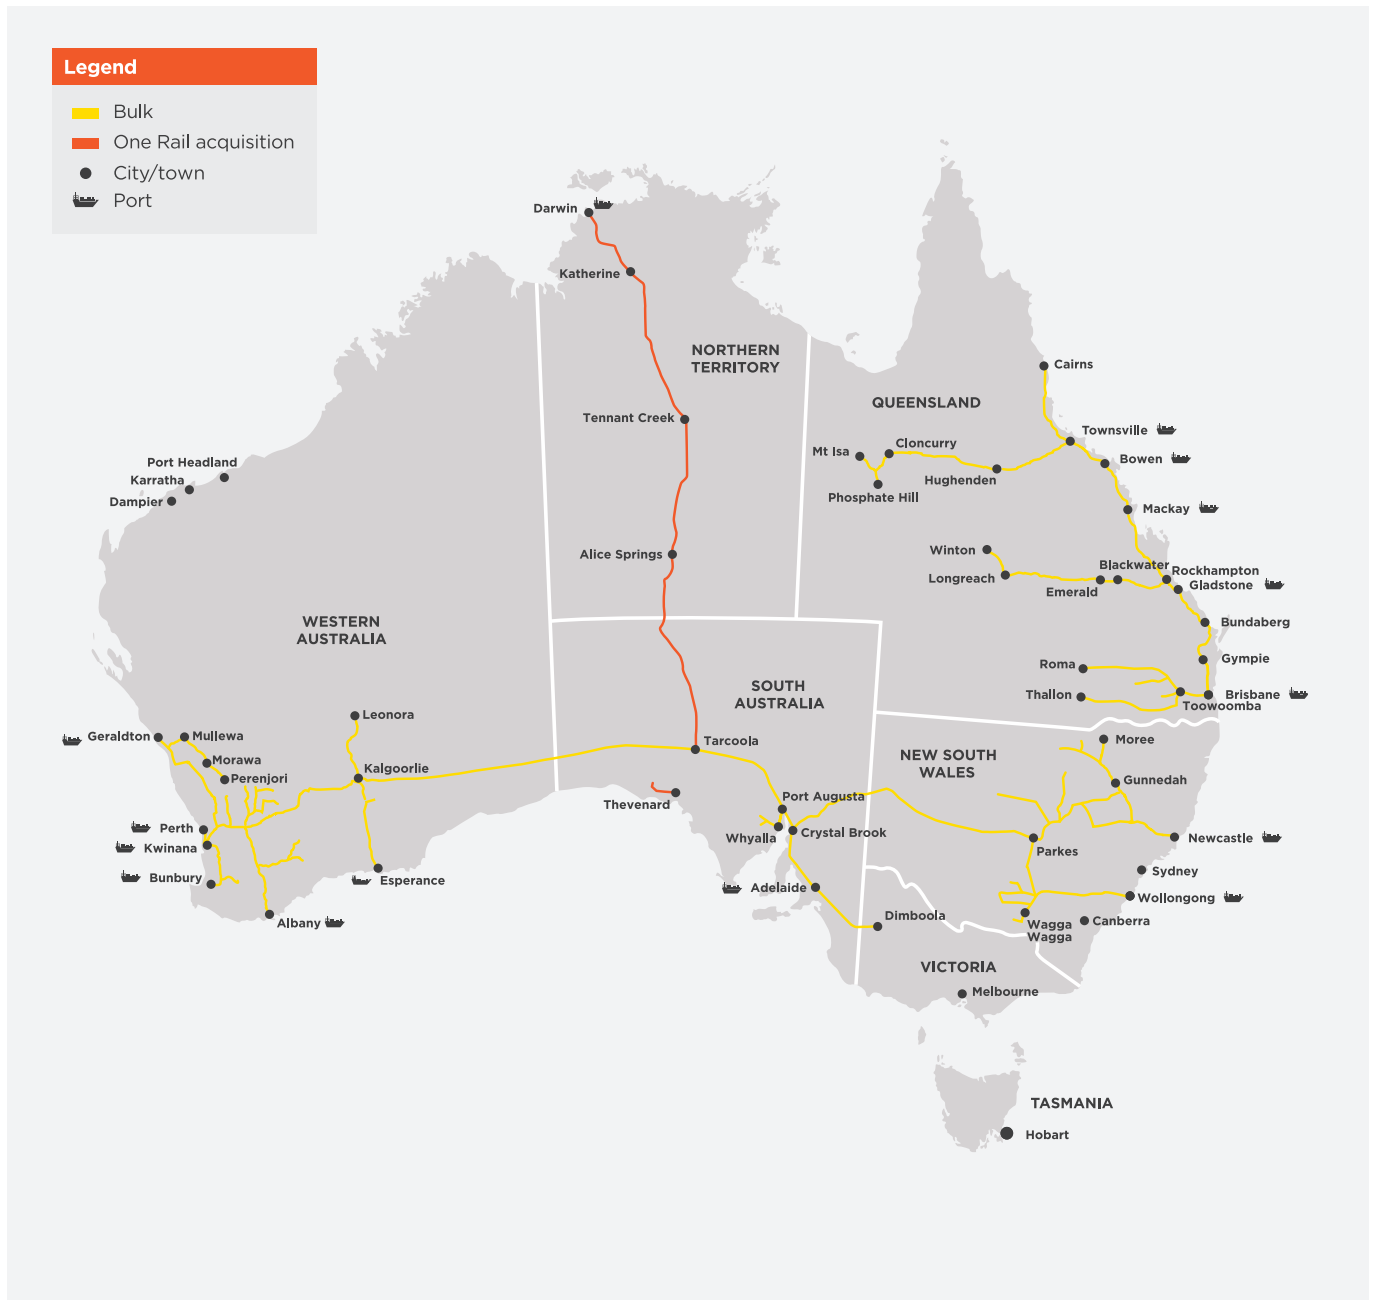 Legend
Bulk
One Rail acquisition
City/town
Port
Darwin
Katherine
NORTHERN
TERRITORY
Cairns
QUEENSLAND
Tennant Creek
Townsville
Cloncurry
Mt Isa
Bowen
Port Headland
Karratha
Dampier
Hughenden
Phosphate Hill
Mackay
Alice Springs
Winton
Longreach
Blackwater
Rockhampton
Emerald
Gladstone
WESTERN
AUSTRALIA
Bundaberg
Gympie
Roma
SOUTH
AUSTRALIA
Thallon
Brisbane
Toowoomba
Leonora
Geraldton
Mullewa
Tarcoola
Moree
NEW SOUTH
WALES
Morawa
Kalgoorlie
Perenjori
Gunnedah
Thevenard
Port Augusta
Perth
Whyalla
Crystal Brook
Newcastle
Kwinana
Parkes
Sydney
Bunbury
Esperance
Adelaide
Wollongong
Albany
Dimboola
Wagga
Wagga
Canberra
VICTORIA
Melbourne
TASMANIA
Hobart